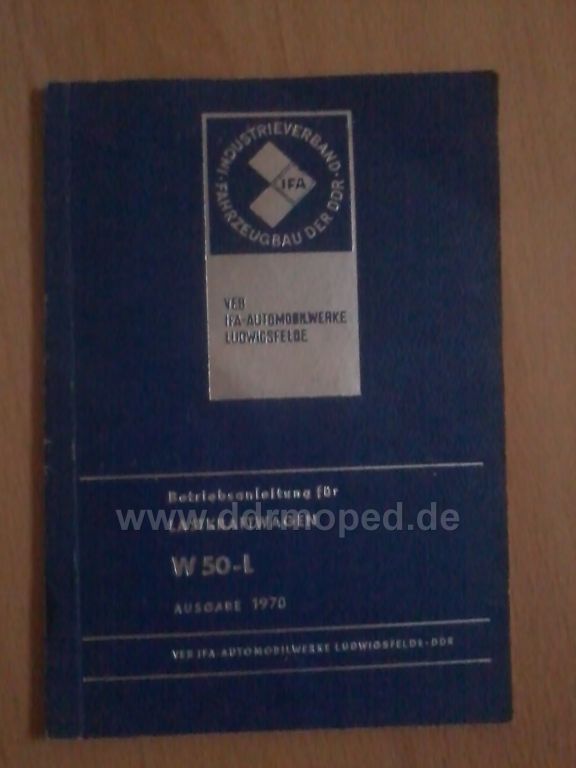 INDUSTRIEVERBAND · FAHRZEUGBAU DER DDR ·
IFA
VEB
IFA-AUTOMOBILWERKE
LUDWIGSFELDE
Betriebsanleitung für
LASTKRAFTWAGEN
www.ddrmoped.de
W 50-L
AUSGABE 1970
VEB IFA AUTOMOBILWERKE LUDWIGSFELDE-DDR